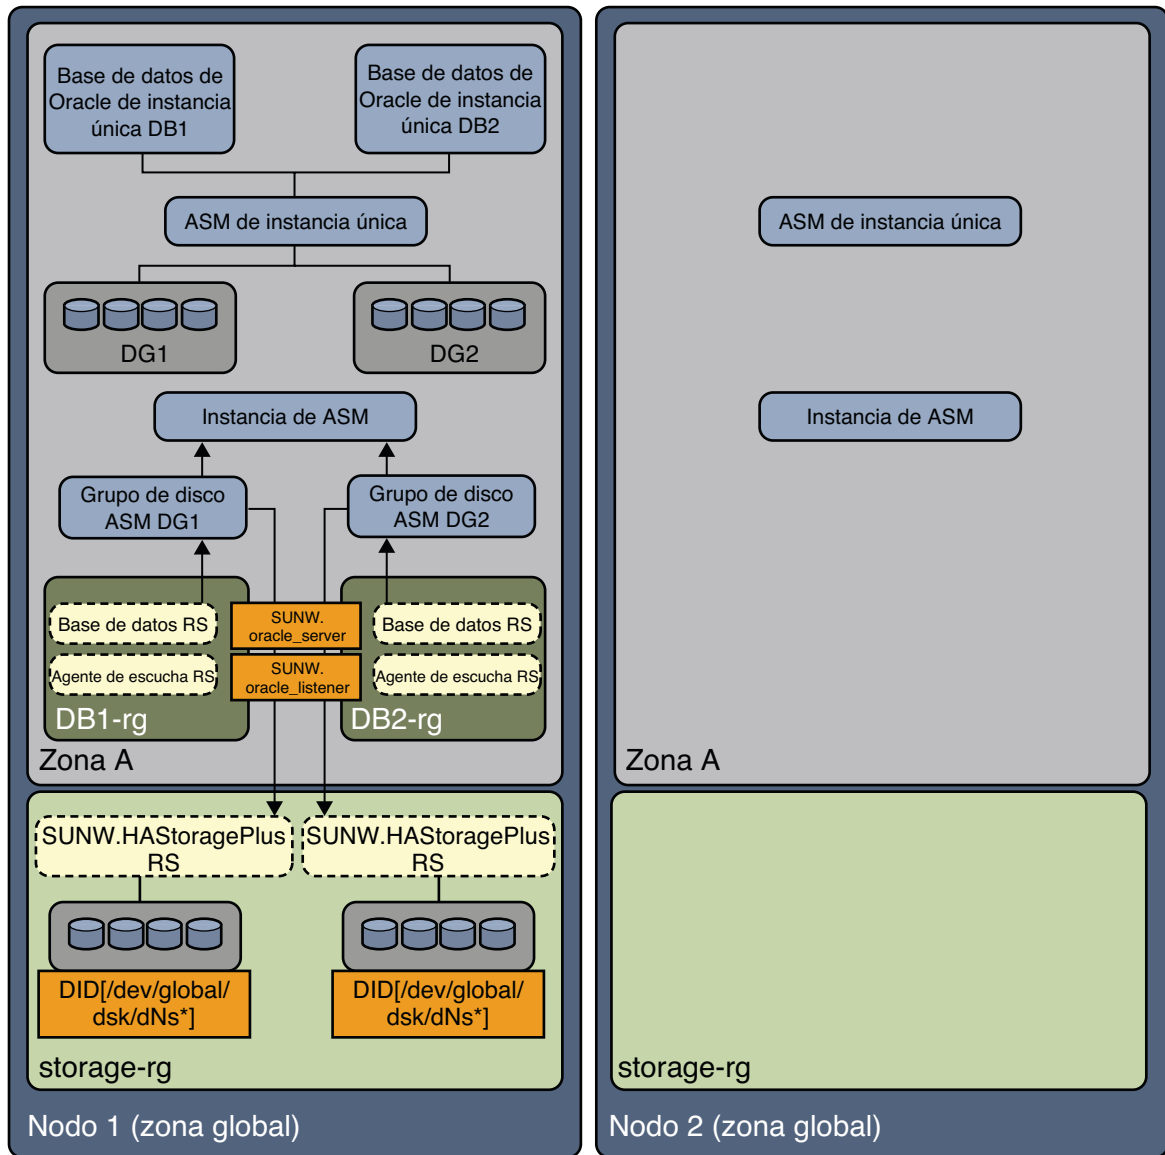 Base de datos de
Oracle de instancia
única DB1
Base de datos de
Oracle de instancia
única DB2
ASM de instancia única
DG1
DG2
Instancia de ASM
Grupo de disco
ASM DG1
Grupo de disco
ASM DG2
Base de datos RS
SUNW.
oracle_server
Base de datos RS
Agente de escucha RS
SUNW.
oracle_listener
Agente de escucha RS
DB1-rg
DB2-rg
Zona A
SUNW.HAStoragePlus
RS
SUNW.HAStoragePlus
RS
DID[/dev/global/
dsk/dNs*]
DID[/dev/global/
dsk/dNs*]
storage-rg
Nodo 1 (zona global)
ASM de instancia única
Instancia de ASM
Zona A
storage-rg
Nodo 2 (zona global)